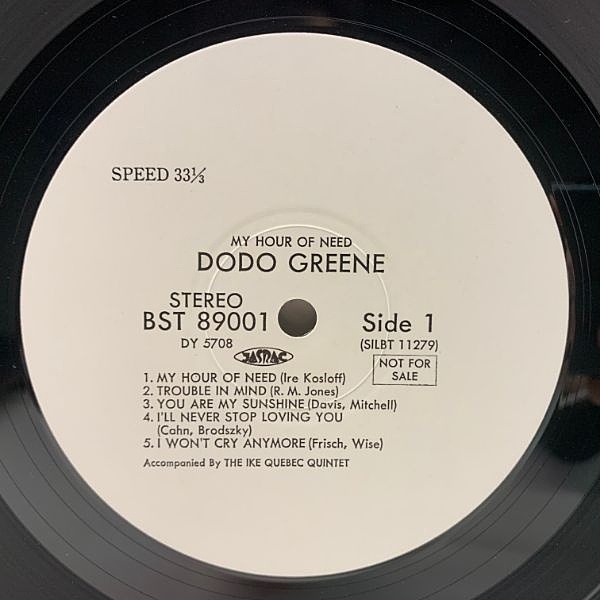 SPEED 33⅓
MY HOUR OF NEED
DODO GREENE
STEREO
BST 89001
Side 1
DY 5708
(SILBT 11279)
JASRAC
NOT FOR
SALE
1. MY HOUR OF NEED (Ire Kosloff)
2. TROUBLE IN MIND (R. M. Jones)
3. YOU ARE MY SUNSHINE (Davis, Mitchell)
4. I'LL NEVER STOP LOVING YOU
(Cahn, Brodszky)
5. I WON'T CRY ANYMORE (Frisch, Wise)
Accompanied By THE IKE QUEBEC QUINTET